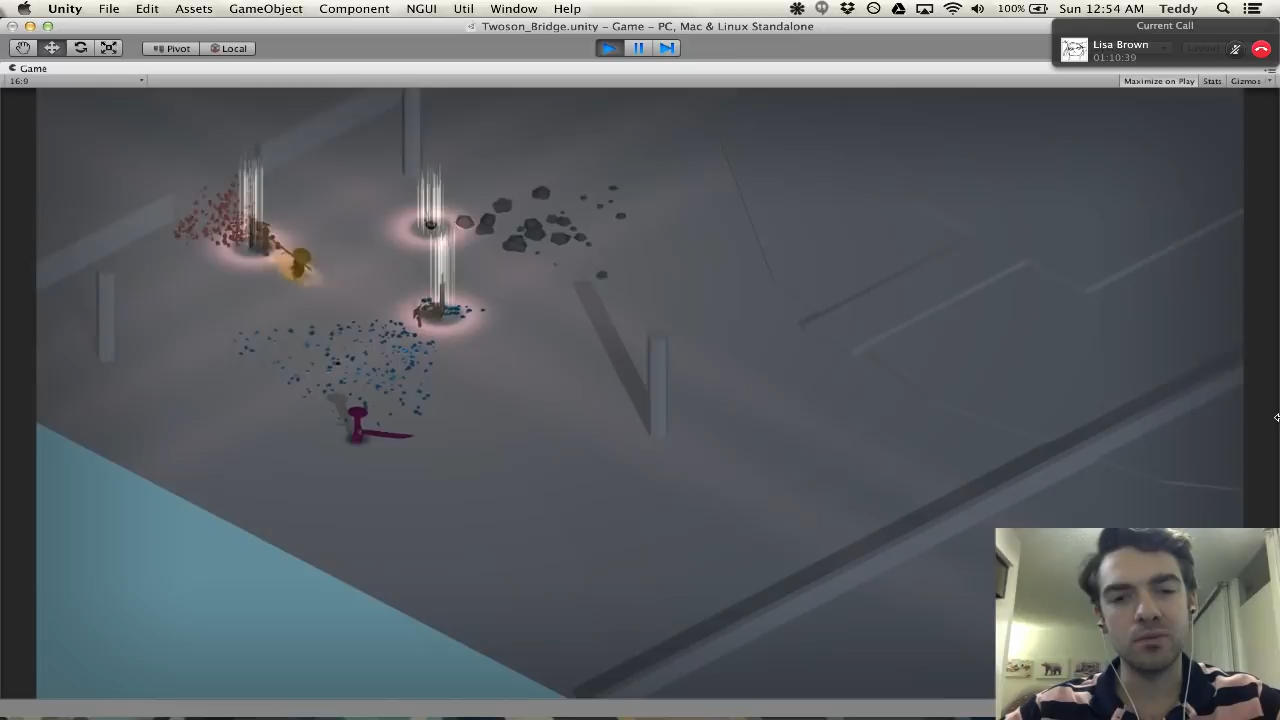 Unity File Edit Assets GameObject Component NGUI Util Window Help 100% Sun 12:54 AM Teddy
Twoson_Bridge.unity – Game – PC, Mac & Linux Standalone
Current Call
Pivot Local
Lisa Brown
01:10:39
Game
16:9 Maximize on Play Stats Gizmos